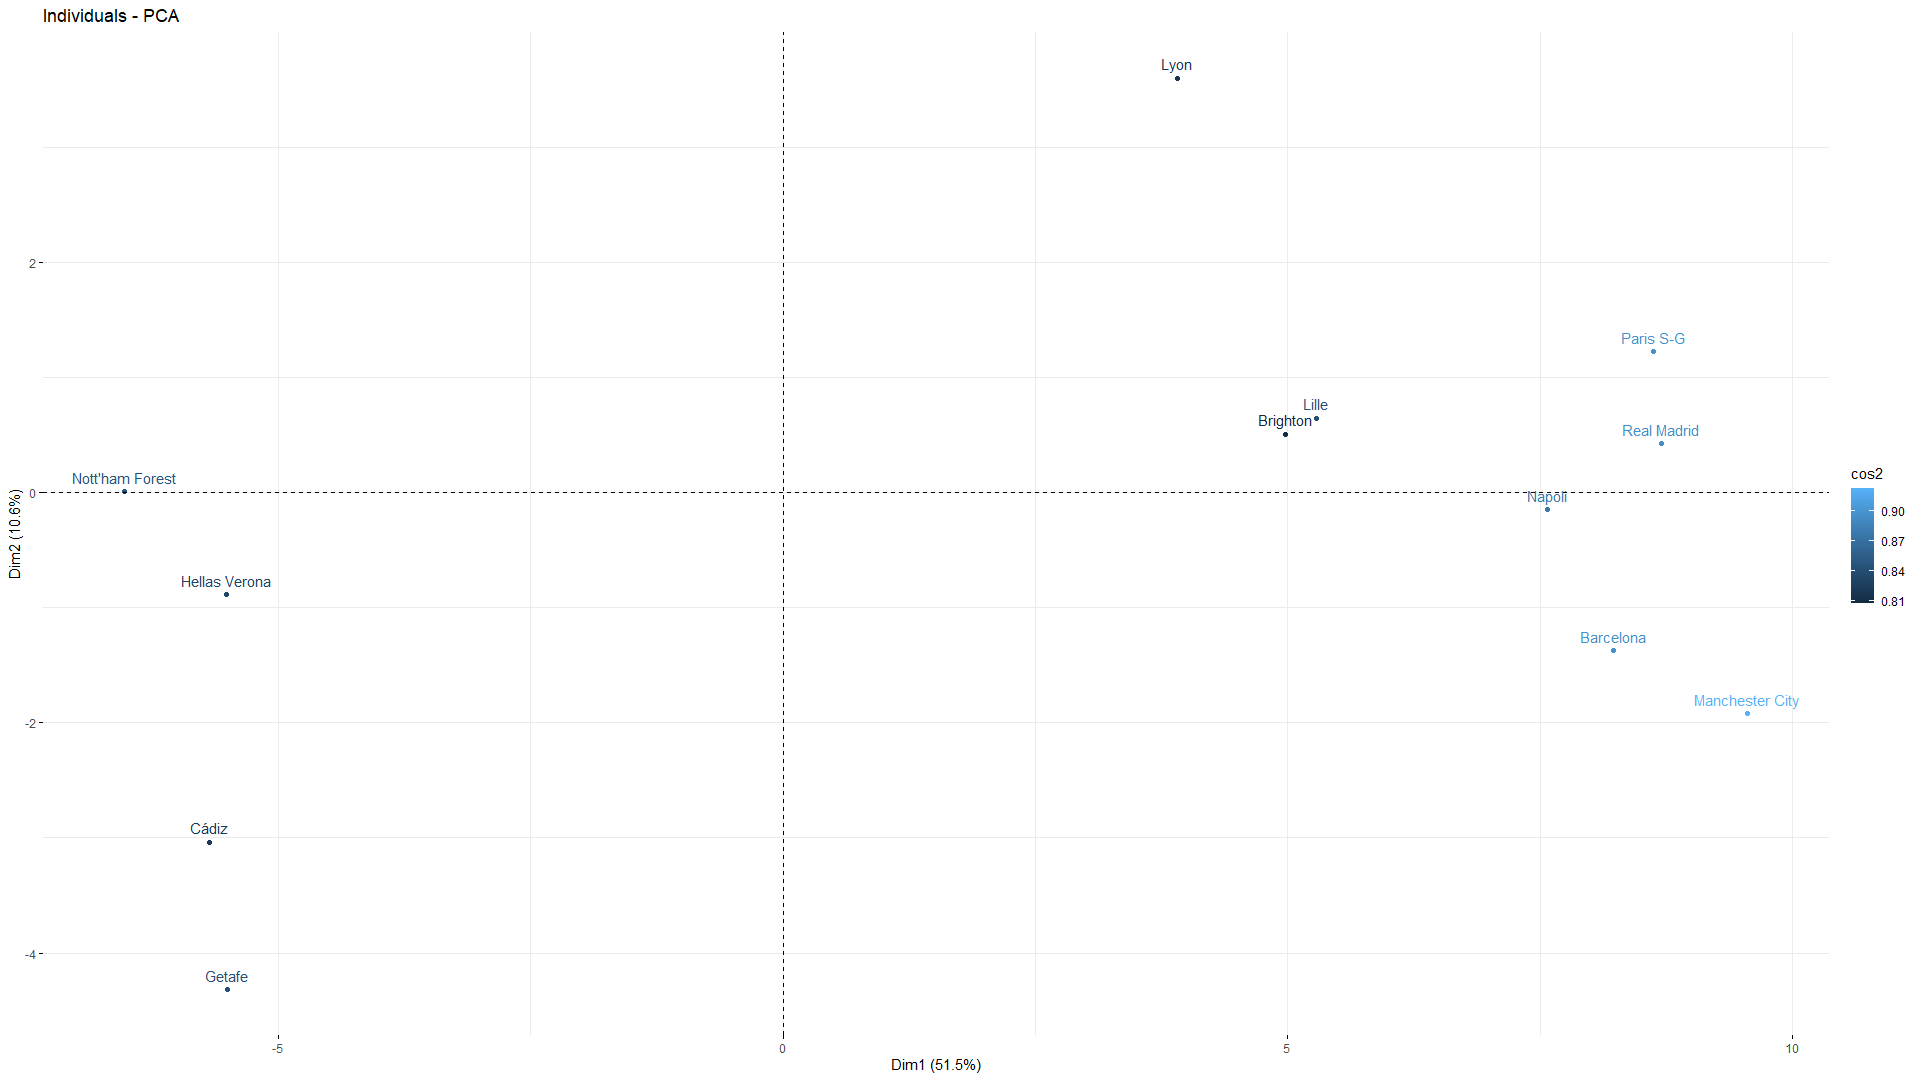 Individuals - PCA
Lyon
2
Paris S-G
Lille
Brighton
Real Madrid
cos2
Nott'ham Forest
0
Napoli
0.90
0.87
0.84
0.81
Dim2 (10.6%)
Hellas Verona
Barcelona
Manchester City
-2
Cádiz
-4
Getafe
-5
0
5
10
Dim1 (51.5%)